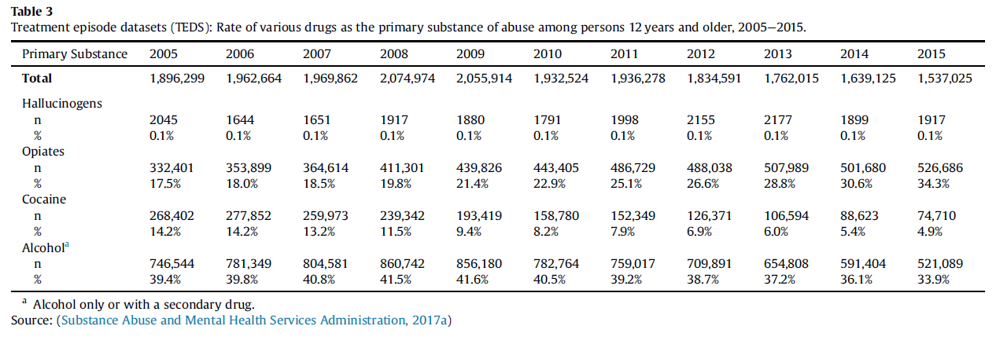 Table 3
Treatment episode datasets (TEDS): Rate of various drugs as the primary substance of abuse among persons 12 years and older, 2005–2015.
Primary Substance 2005 2006 2007 2008 2009 2010 2011 2012 2013 2014 2015
Total 1,896,299 1,962,664 1,969,862 2,074,974 2,055,914 1,932,524 1,936,278 1,834,591 1,762,015 1,639,125 1,537,025
Hallucinogens
n 2045 1644 1651 1917 1880 1791 1998 2155 2177 1899 1917
% 0.1% 0.1% 0.1% 0.1% 0.1% 0.1% 0.1% 0.1% 0.1% 0.1% 0.1%
Opiates
n 332,401 353,899 364,614 411,301 439,826 443,405 486,729 488,038 507,989 501,680 526,686
% 17.5% 18.0% 18.5% 19.8% 21.4% 22.9% 25.1% 26.6% 28.8% 30.6% 34.3%
Cocaine
n 268,402 277,852 259,973 239,342 193,419 158,780 152,349 126,371 106,594 88,623 74,710
% 14.2% 14.2% 13.2% 11.5% 9.4% 8.2% 7.9% 6.9% 6.0% 5.4% 4.9%
Alcohol a
n 746,544 781,349 804,581 860,742 856,180 782,764 759,017 709,891 654,808 591,404 521,089
% 39.4% 39.8% 40.8% 41.5% 41.6% 40.5% 39.2% 38.7% 37.2% 36.1% 33.9%
a Alcohol only or with a secondary drug.
Source: (Substance Abuse and Mental Health Services Administration, 2017a)